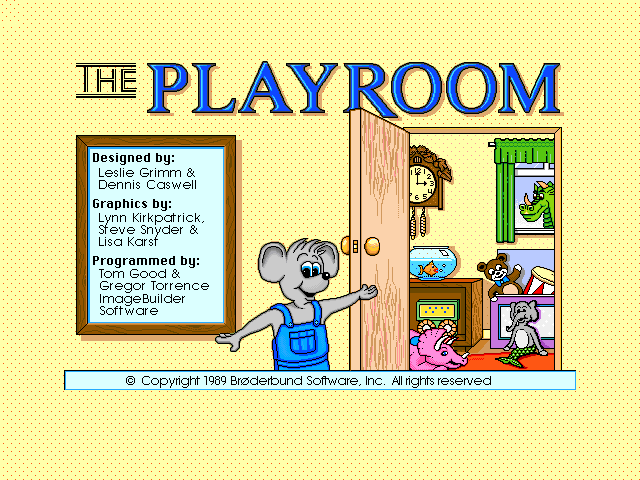 THE PLAYROOM
Designed by:
Leslie Grimm &
Dennis Caswell
Graphics by:
Lynn Kirkpatrick,
Steve Snyder &
Lisa Karst
Programmed by:
Tom Good &
Gregor Torrence
ImageBuilder
Software
© Copyright 1989 Brøderbund Software, Inc. All rights reserved